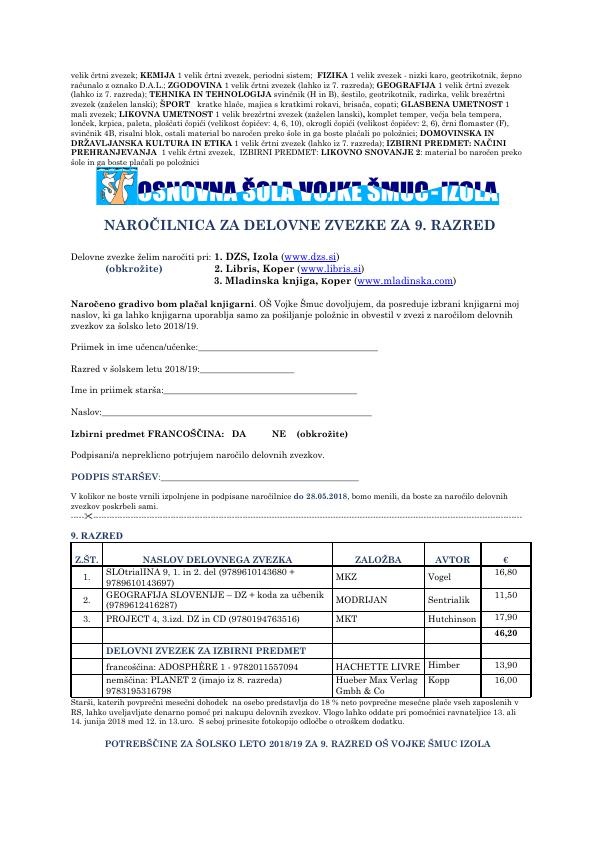 velik črtni zvezek; KEMIJA 1 velik črtni zvezek, periodni sistem; FIZIKA 1 velik zvezek - nizki karo, geotrikotnik, žepno
računalo z oznako D.A.L.; ZGODOVINA 1 velik črtni zvezek (lahko iz 7. razreda); GEOGRAFIJA 1 velik črtni zvezek
(lahko iz 7. razreda); TEHNIKA IN TEHNOLOGIJA svinčnik (H in B), šestilo, geotrikotnik, radirka, velik brezčrtni
zvezek (zaželen lanski); ŠPORT kratke hlače, majica s kratkimi rokavi, brisača, copati; GLASBENA UMETNOST 1
mali zvezek; LIKOVNA UMETNOST 1 velik brezčrtni zvezek (zaželen lanski), komplet temper, večja bela tempera,
lonček, krpica, paleta, ploščati čopiči (velikost čopičev: 4, 6, 10), okrogli čopiči (velikost čopičev: 2, 6), črni flomaster (F),
svinčnik 4B, risalni blok, ostali material bo naročen preko šole in ga boste plačali po položnici; DOMOVINSKA IN
DRŽAVLJANSKA KULTURA IN ETIKA 1 velik črtni zvezek (lahko iz 7. razreda); IZBIRNI PREDMET: NAČINI
PREHRANJEVANJA 1 velik črtni zvezek, IZBIRNI PREDMET: LIKOVNO SNOVANJE 2: material bo naročen preko
šole in ga boste plačali po položnici
OSNOVNA ŠOLA VOJKE ŠMUC - IZOLA
NAROČILNICA ZA DELOVNE ZVEZKE ZA 9. RAZRED
Delovne zvezke želim naročiti pri: 1. DZS, Izola (www.dzs.si)
(obkrožite) 2. Libris, Koper (www.libris.si)
3. Mladinska knjiga, Koper (www.mladinska.com)
Naročeno gradivo bom plačal knjigarni. OŠ Vojke Šmuc dovoljujem, da posreduje izbrani knjigarni moj
naslov, ki ga lahko knjigarna uporablja samo za pošiljanje položnic in obvestil v zvezi z naročilom delovnih
zvezkov za šolsko leto 2018/19.
Priimek in ime učenca/učenke:
Razred v šolskem letu 2018/19:
Ime in priimek starša:
Naslov:
Izbirni predmet FRANCOŠČINA: DA NE (obkrožite)
Podpisani/a nepreklicno potrjujem naročilo delovnih zvezkov.
PODPIS STARŠEV:
V kolikor ne boste vrnili izpolnjene in podpisane naročilnice do 28.05.2018, bomo menili, da boste za naročilo delovnih
zvezkov poskrbeli sami.
9. RAZRED
Z.ŠT. NASLOV DELOVNEGA ZVEZKA ZALOŽBA AVTOR €
1. SLOtrialINA 9, 1. in 2. del (9789610143680 +
9789610143697) MKZ Vogel 16,80
2. GEOGRAFIJA SLOVENIJE – DZ + koda za učbenik
(9789612416287) MODRIJAN Sentrialik 11,50
3. PROJECT 4, 3.izd. DZ in CD (9780194763516) MKT Hutchinson 17,90
46,20
DELOVNI ZVEZEK ZA IZBIRNI PREDMET
francoščina: ADOSPHÈRE 1 - 9782011557094 HACHETTE LIVRE Himber 13,90
nemščina: PLANET 2 (imajo iz 8. razreda)
9783195316798 Hueber Max Verlag
Gmbh & Co Kopp 16,00
Starši, katerih povprečni mesečni dohodek na osebo predstavlja do 18 % neto povprečne mesečne plače vseh zaposlenih v
RS, lahko uveljavljate denarno pomoč pri nakupu delovnih zvezkov. Vlogo lahko oddate pri pomočnici ravnateljice 13. ali
14. junija 2018 med 12. in 13.uro. S seboj prinesite fotokopijo odločbe o otroškem dodatku.
POTREBŠČINE ZA ŠOLSKO LETO 2018/19 ZA 9. RAZRED OŠ VOJKE ŠMUC IZOLA